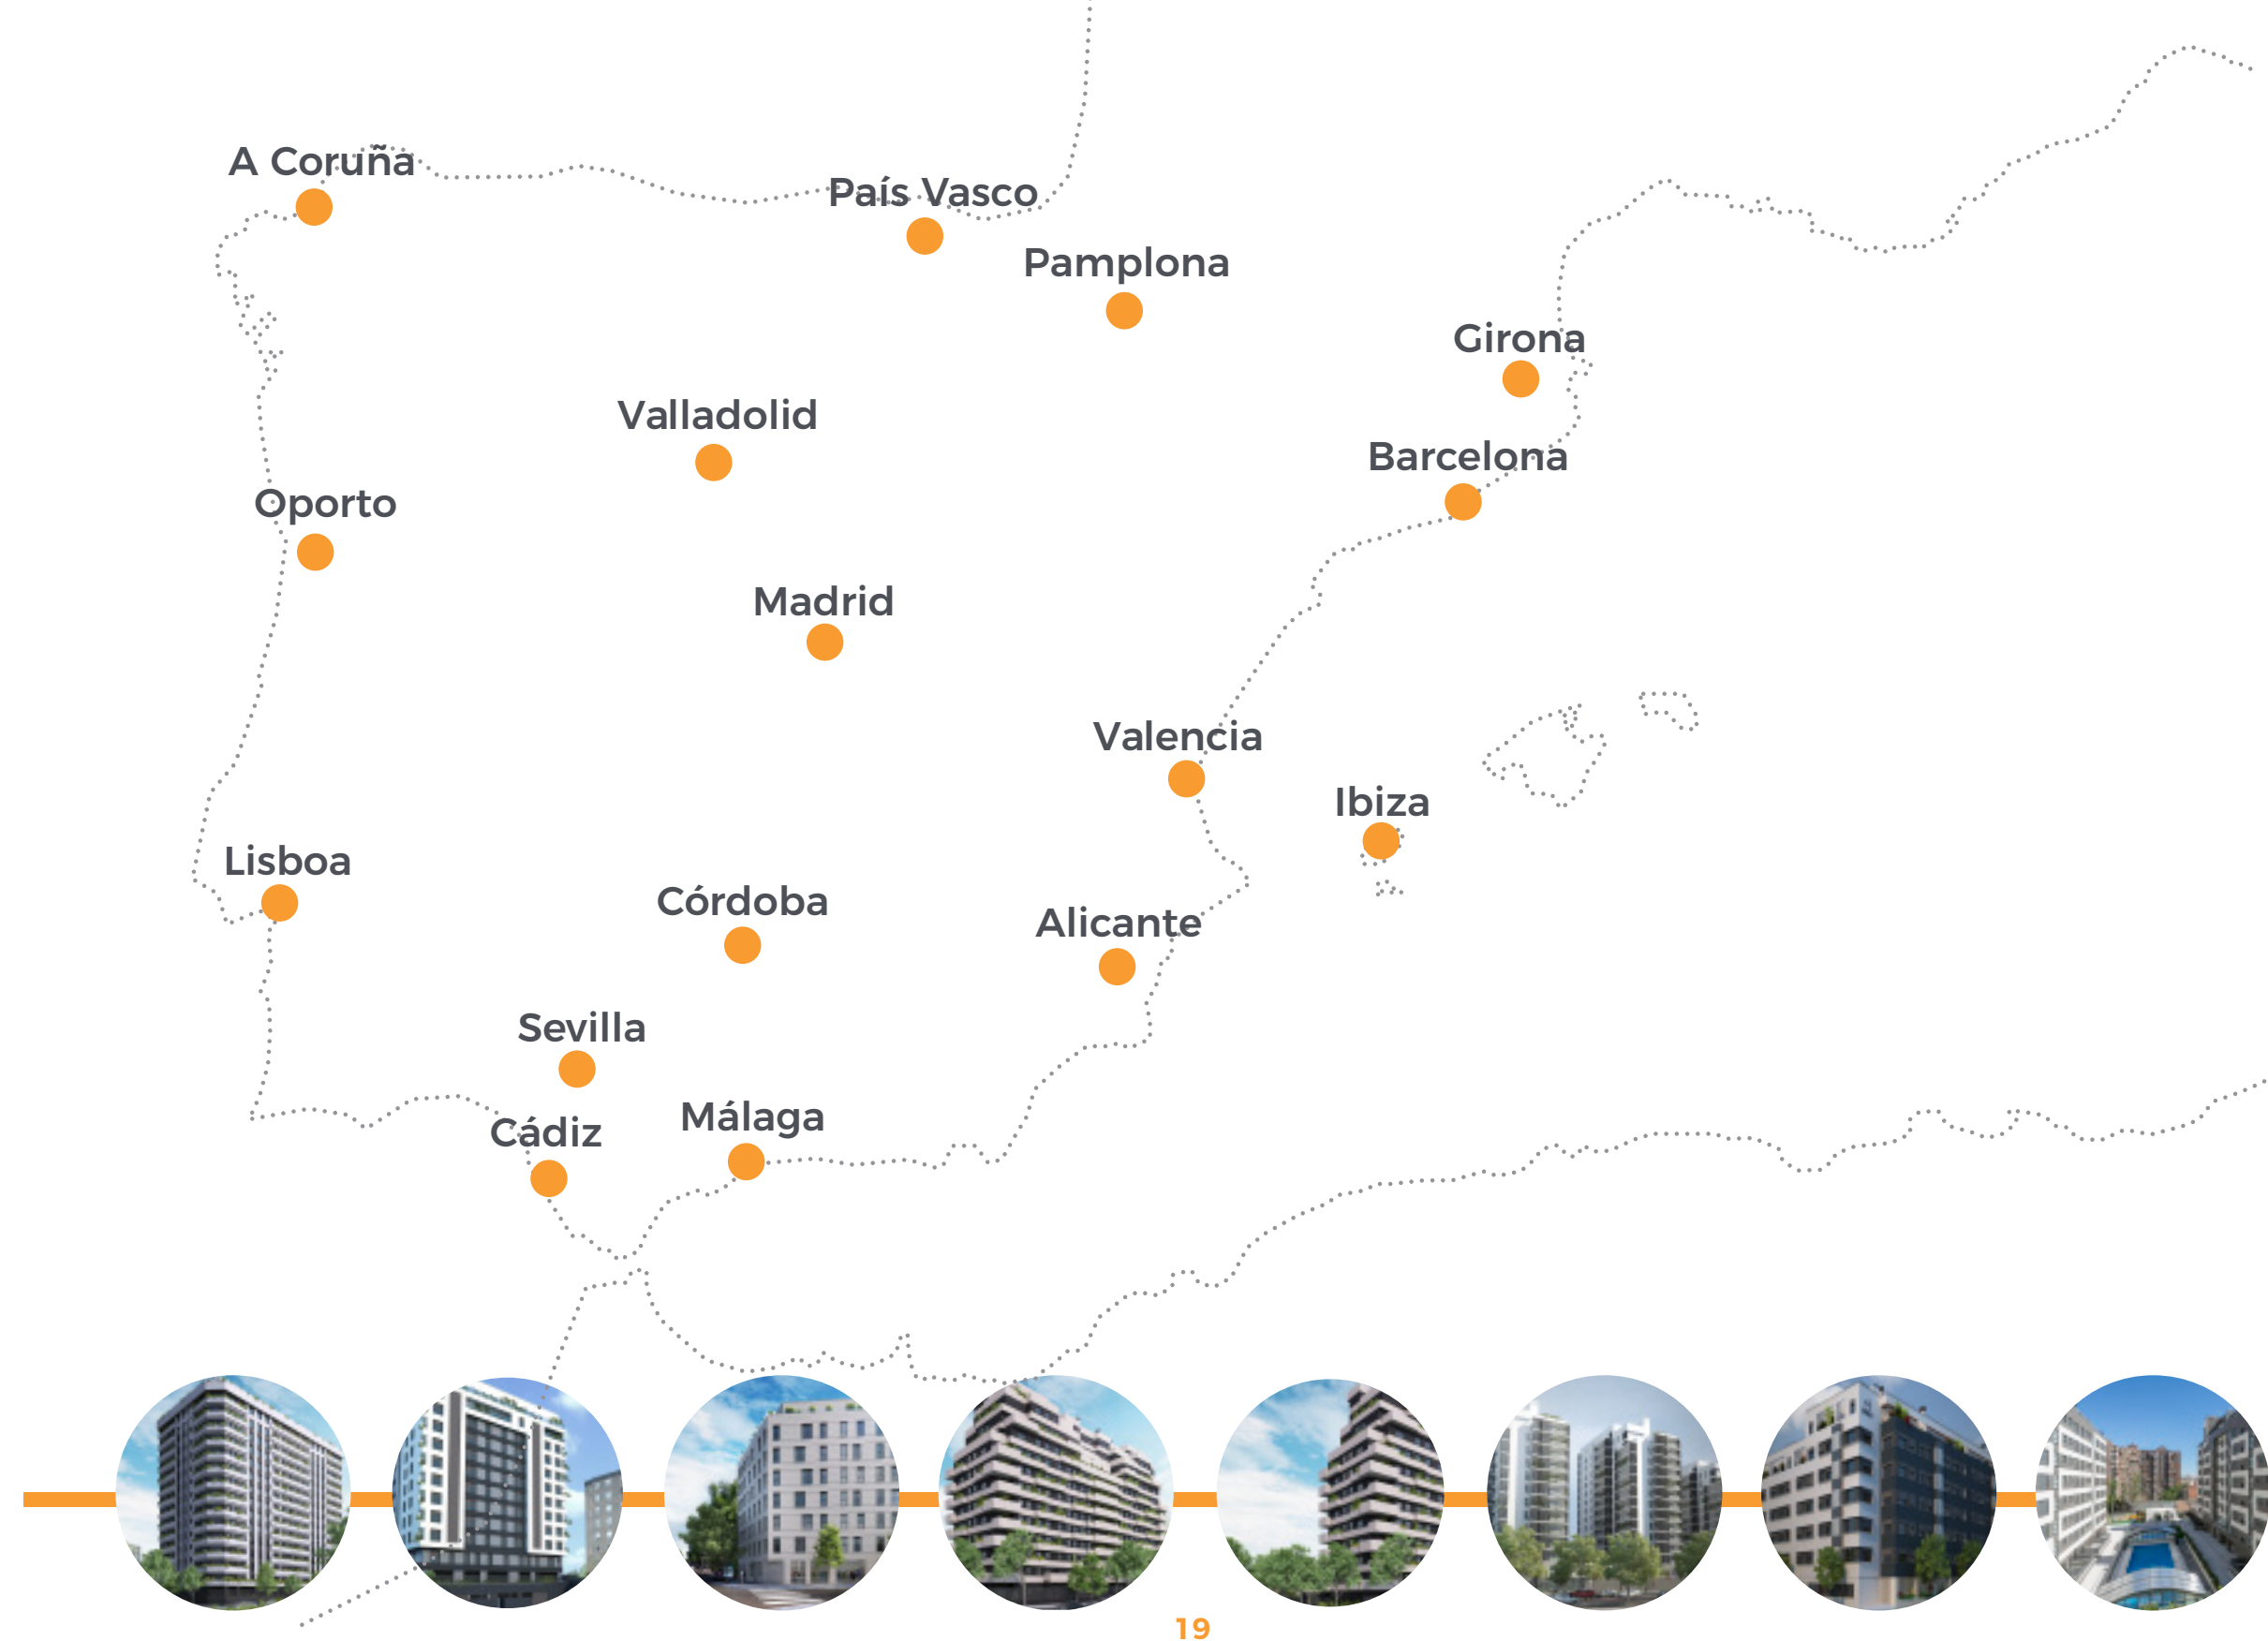 A Coruña
País Vasco
Pamplona
Girona
Valladolid
Barcelona
Oporto
Madrid
Valencia
Ibiza
Lisboa
Córdoba
Alicante
Sevilla
Málaga
Cádiz
19